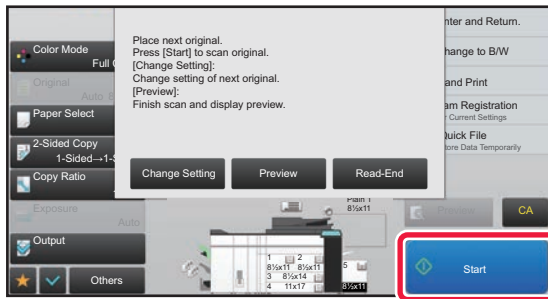 Place next original.
Press [Start] to scan original.
[Change Setting]:
Change setting of next original.
[Preview]:
Finish scan and display preview.
Change Setting
Preview
Read-End
Color Mode
Full
Original
Auto
Paper Select
2-Sided Copy
1-Sided→1-S
Copy Ratio
Exposure
Auto
Output
Others
nter and Return.
hange to B/W
and Print
am Registration
Current Settings
uick File
tore Data Temporarily
Plain 1
8½x11
1
2
8½x11
8½x11
3
8½x14
4
11x17
5
8½x11
Preview
CA
Start